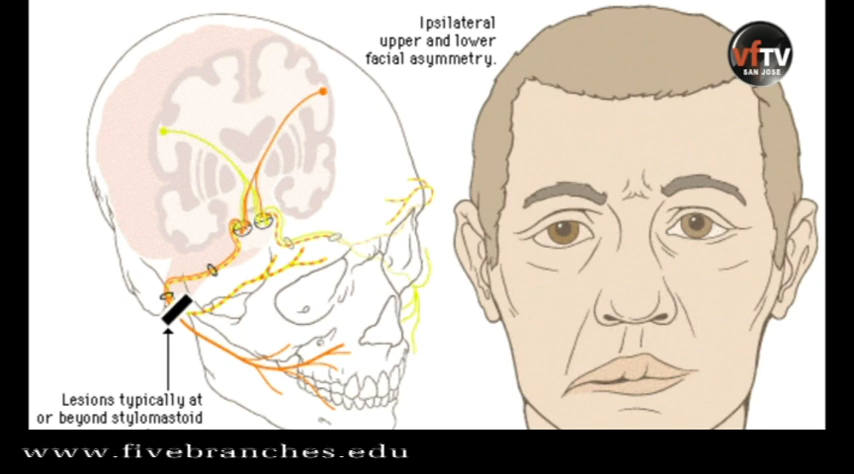 Ipsilateral
upper and lower
facial asymmetry.
vfTV
SAN JOSE
Lesions typically at
or beyond stylomastoid
www.fivebranches.edu